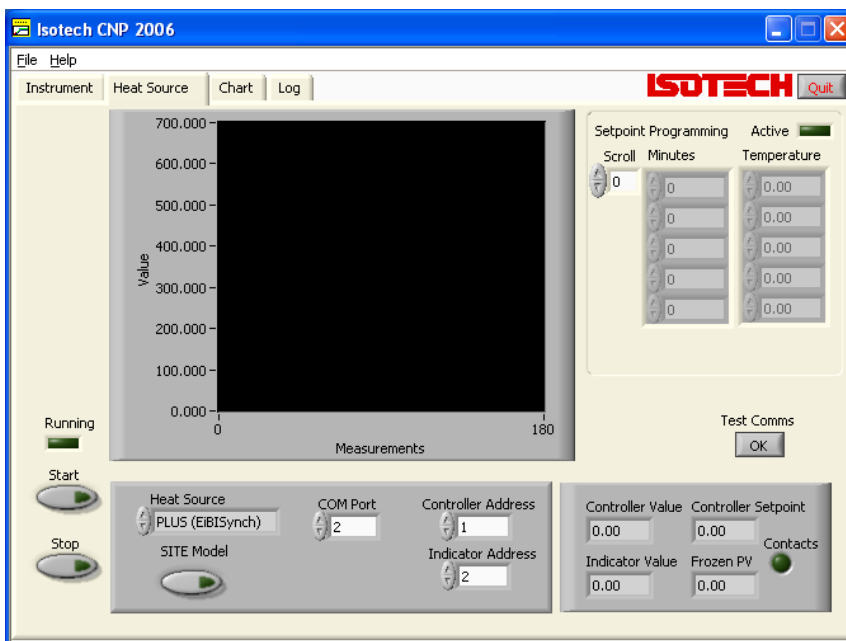 Isotech CNP 2006
File Help
Instrument Heat Source Chart Log
ISOTECH
Quit
700.000
600.000
500.000
400.000
300.000
200.000
100.000
0.000
Value
0 180
Measurements
Setpoint Programming Active
Scroll Minutes Temperature
0 0 0.00
0 0.00
0 0.00
0 0.00
0 0.00
Running
Start
Stop
Test Comms
OK
Heat Source COM Port Controller Address
PLUS (EiBISynch) 2 1
SITE Model Indicator Address
2
Controller Value Controller Setpoint
0.00 0.00
Contacts
Indicator Value Frozen PV
0.00 0.00